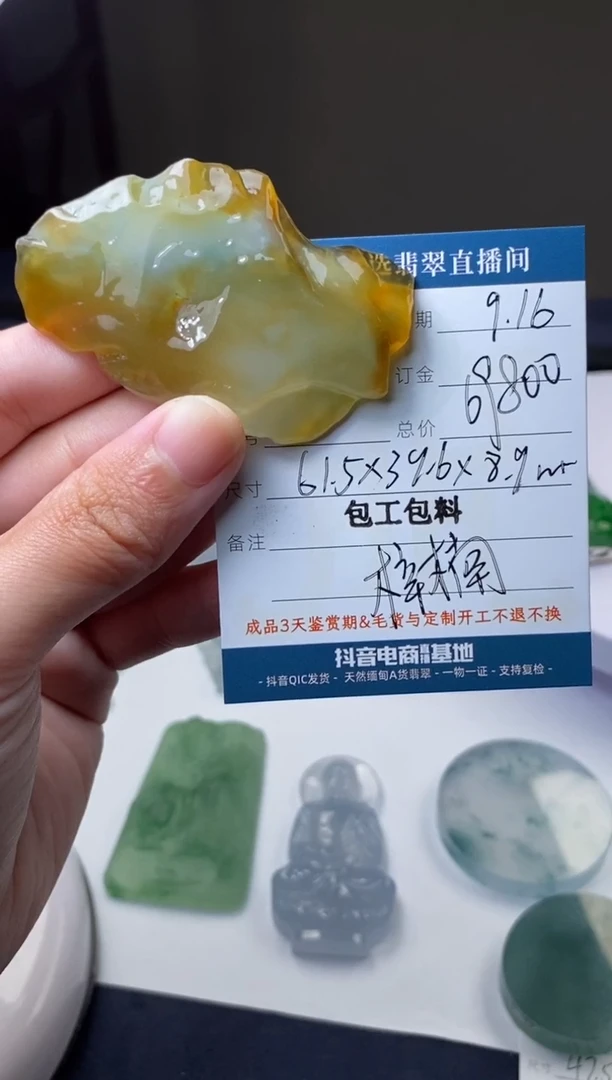 选翡翠直播间
期 9.16
订金 69800
总价
尺寸 61.5×39.6×8.9mm
包工包料
备注
成品3天鉴赏期&毛货与定制开工不退不换
抖音电商基地
- 抖音QIC发货 - 天然缅甸A货翡翠 - 一物一证 - 支持复检 -
47.5